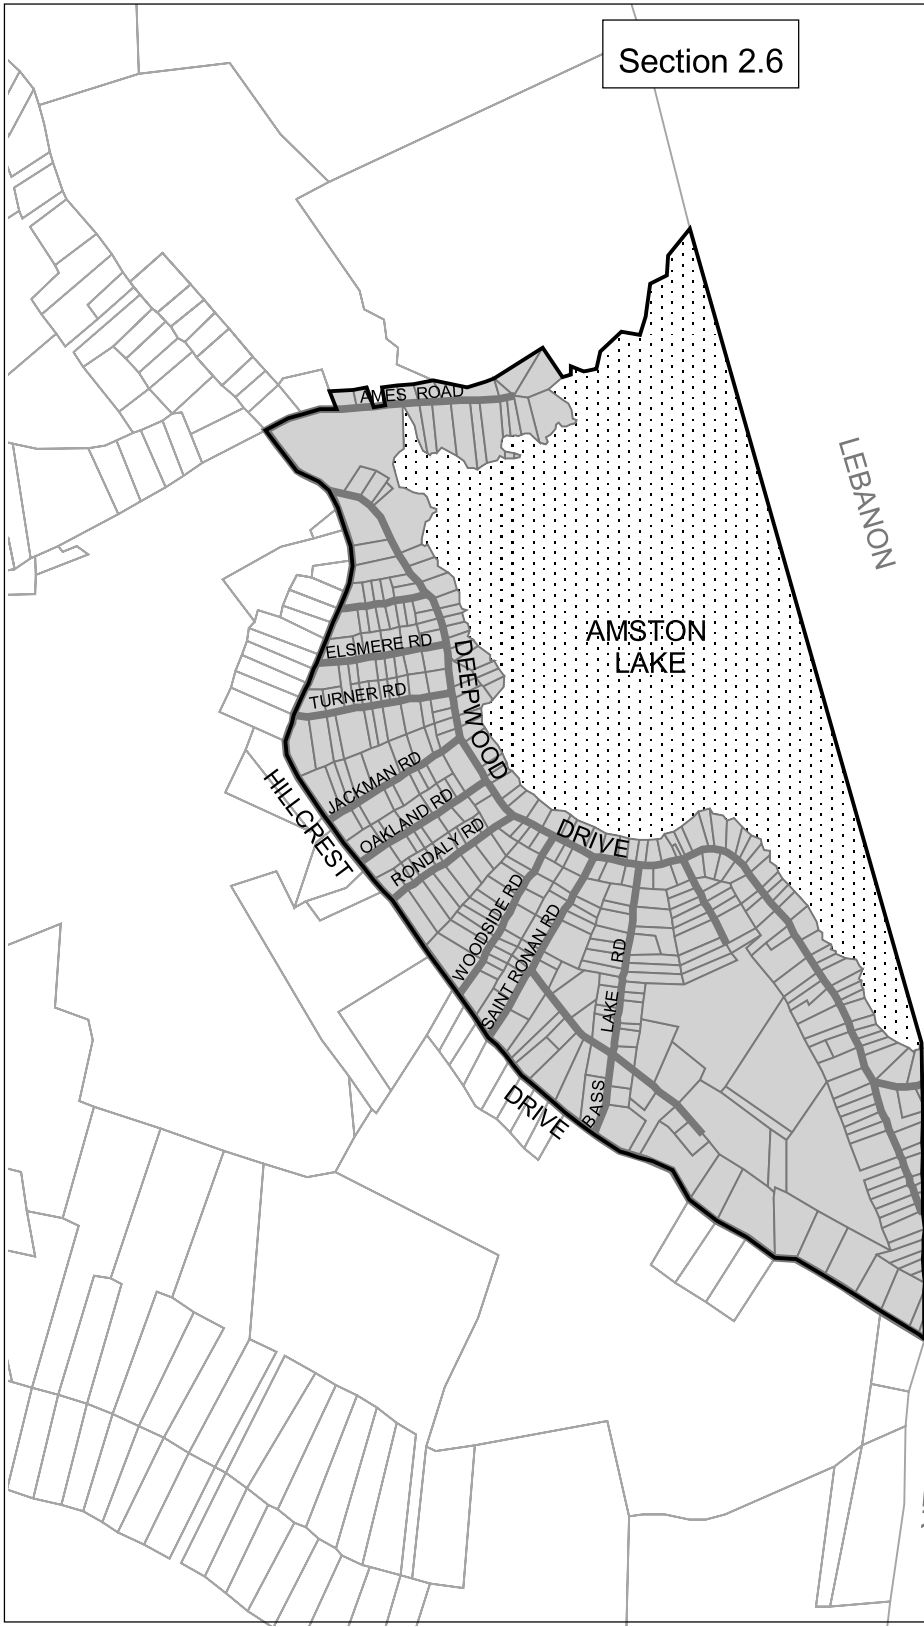 Section 2.6
AMES ROAD
LEBANON
AMSTON
LAKE
ELSMERE RD
DEEPWOOD
TURNER RD
JACKMAN RD
HILLCREST
OAKLAND RD
DRIVE
RONDALY RD
WOODSIDE RD
SAINT RONAN RD
BASS LAKE RD
DRIVE